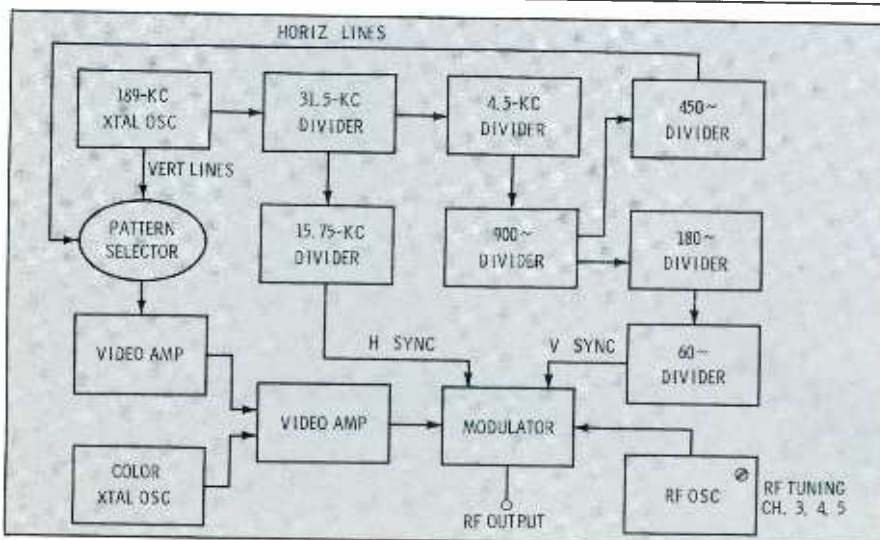 HORIZ LINES
189-KC
XTAL OSC
31.5-KC
DIVIDER
4.5-KC
DIVIDER
450~
DIVIDER
VERT LINES
PATTERN
SELECTOR
15.75-KC
DIVIDER
900~
DIVIDER
180~
DIVIDER
VIDEO AMP
H SYNC
V SYNC
60~
DIVIDER
VIDEO AMP
MODULATOR
COLOR
XTAL OSC
RF OUTPUT
RF OSC
RF TUNING
CH. 3, 4, 5